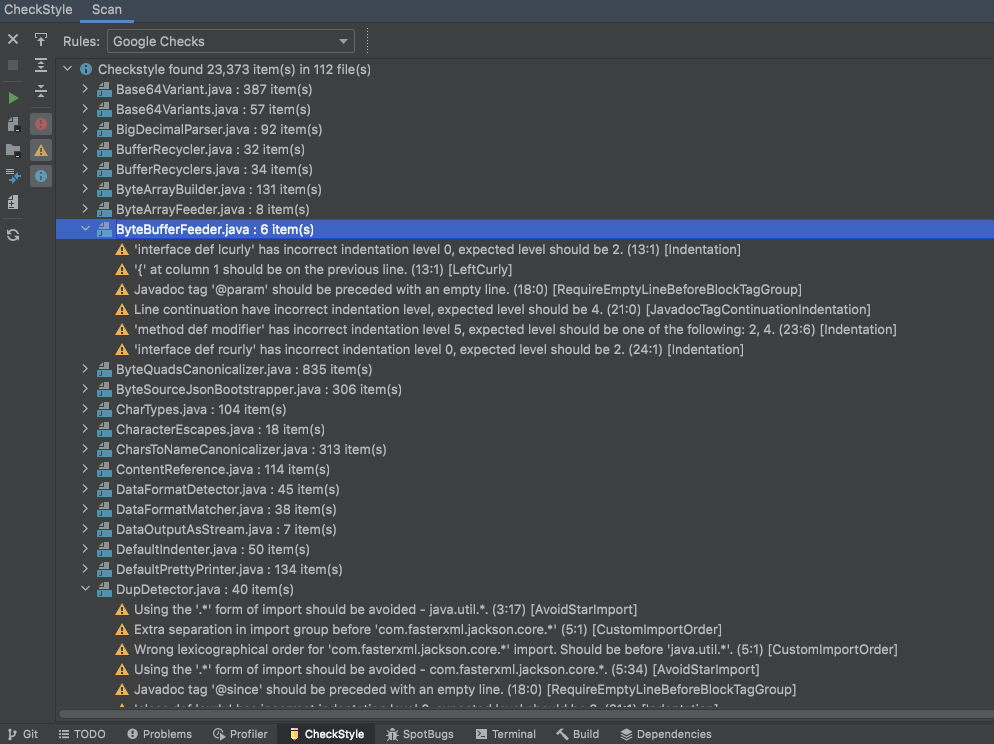 CheckStyle Scan
Rules: Google Checks
Checkstyle found 23,373 item(s) in 112 file(s)
Base64Variant.java : 387 item(s)
Base64Variants.java : 57 item(s)
BigDecimalParser.java : 92 item(s)
BufferRecycler.java : 32 item(s)
BufferRecyclers.java : 34 item(s)
ByteArrayBuilder.java : 131 item(s)
ByteArrayFeeder.java : 8 item(s)
ByteBufferFeeder.java : 6 item(s)
'interface def lcurly' has incorrect indentation level 0, expected level should be 2. (13:1) [Indentation]
'{' at column 1 should be on the previous line. (13:1) [LeftCurly]
Javadoc tag '@param' should be preceded with an empty line. (18:0) [RequireEmptyLineBeforeBlockTagGroup]
Line continuation have incorrect indentation level, expected level should be 4. (21:0) [JavadocTagContinuationIndentation]
'method def modifier' has incorrect indentation level 5, expected level should be one of the following: 2, 4. (23:6) [Indentation]
'interface def rcurly' has incorrect indentation level 0, expected level should be 2. (24:1) [Indentation]
ByteQuadsCanonicalizer.java : 835 item(s)
ByteSourceJsonBootstrapper.java : 306 item(s)
CharTypes.java : 104 item(s)
CharacterEscapes.java : 18 item(s)
CharsToNameCanonicalizer.java : 313 item(s)
ContentReference.java : 114 item(s)
DataFormatDetector.java : 45 item(s)
DataFormatMatcher.java : 38 item(s)
DataOutputAsStream.java : 7 item(s)
DefaultIndenter.java : 50 item(s)
DefaultPrettyPrinter.java : 134 item(s)
DupDetector.java : 40 item(s)
Using the '.*' form of import should be avoided - java.util.*. (3:17) [AvoidStarImport]
Extra separation in import group before 'com.fasterxml.jackson.core.*' (5:1) [CustomImportOrder]
Wrong lexicographical order for 'com.fasterxml.jackson.core.*' import. Should be before 'java.util.*'. (5:1) [CustomImportOrder]
Using the '.*' form of import should be avoided - com.fasterxml.jackson.core.*. (5:34) [AvoidStarImport]
Javadoc tag '@since' should be preceded with an empty line. (18:0) [RequireEmptyLineBeforeBlockTagGroup]
Git TODO Problems Profiler CheckStyle SpotBugs Terminal Build Dependencies